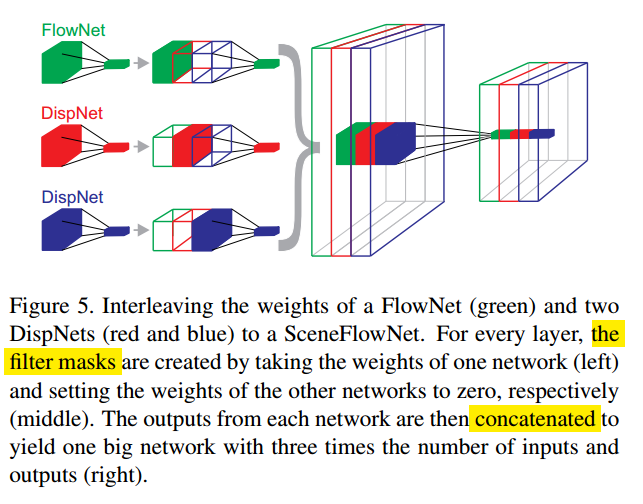 FlowNet
DispNet
DispNet
Figure 5. Interleaving the weights of a FlowNet (green) and two
DispNets (red and blue) to a SceneFlowNet. For every layer, the
filter masks are created by taking the weights of one network (left)
and setting the weights of the other networks to zero, respectively
(middle). The outputs from each network are then concatenated to
yield one big network with three times the number of inputs and
outputs (right).